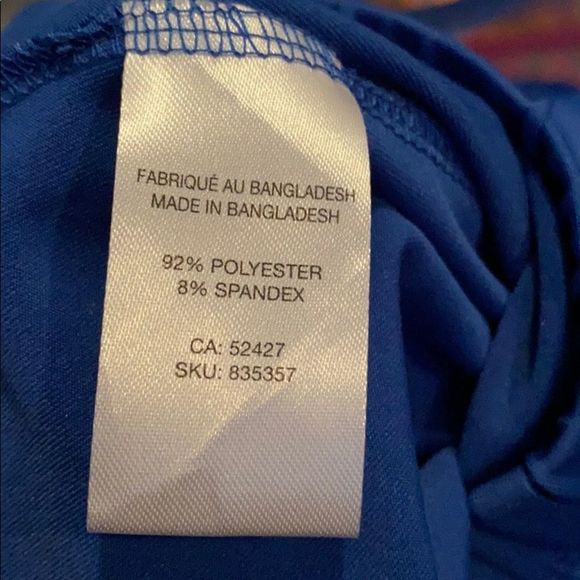 FABRIQUÉ AU BANGLADESH
MADE IN BANGLADESH
92% POLYESTER
8% SPANDEX
CA: 52427
SKU: 835357